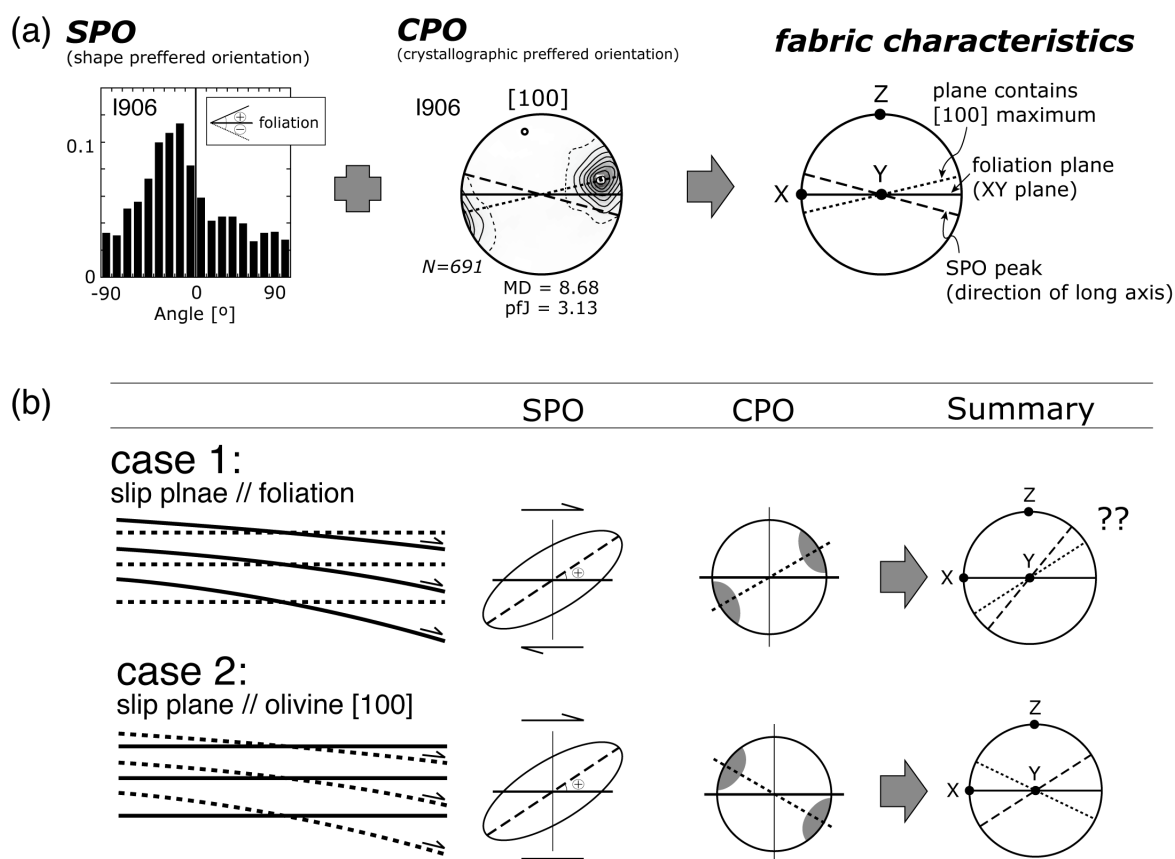 (a)
SPO
(shape preffered orientation)
I906
+
foliation
−
0.1
0
-90
0
90
Angle [º]
CPO
(crystallographic preffered orientation)
I906
[100]
N=691
MD = 8.68
pfJ = 3.13
fabric characteristics
Z
Y
X
plane contains
[100] maximum
foliation plane
(XY plane)
SPO peak
(direction of long axis)
(b)
SPO
CPO
Summary
case 1:
slip plnae // foliation
+
Z
Y
X
??
case 2:
slip plane // olivine [100]
+
Z
Y
X